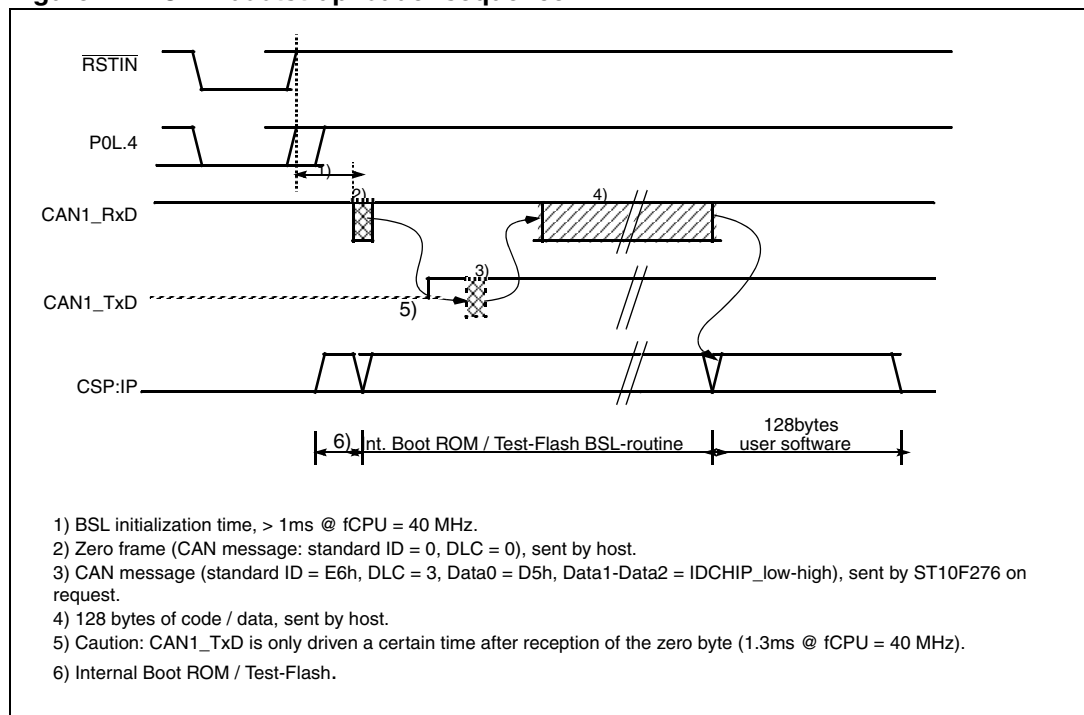 RSTIN
P0L.4
1)
2)
4)
CAN1_RxD
3)
CAN1_TxD
5)
CSP:IP
128bytes
6)
Int. Boot ROM / Test-Flash BSL-routine
user software
1) BSL initialization time, > 1ms @ fCPU = 40 MHz.
2) Zero frame (CAN message: standard ID = 0, DLC = 0), sent by host.
3) CAN message (standard ID = E6h, DLC = 3, Data0 = D5h, Data1-Data2 = IDCHIP_low-high), sent by ST10F276 on
request.
4) 128 bytes of code / data, sent by host.
5) Caution: CAN1_TxD is only driven a certain time after reception of the zero byte (1.3ms @ fCPU = 40 MHz).
6) Internal Boot ROM / Test-Flash.